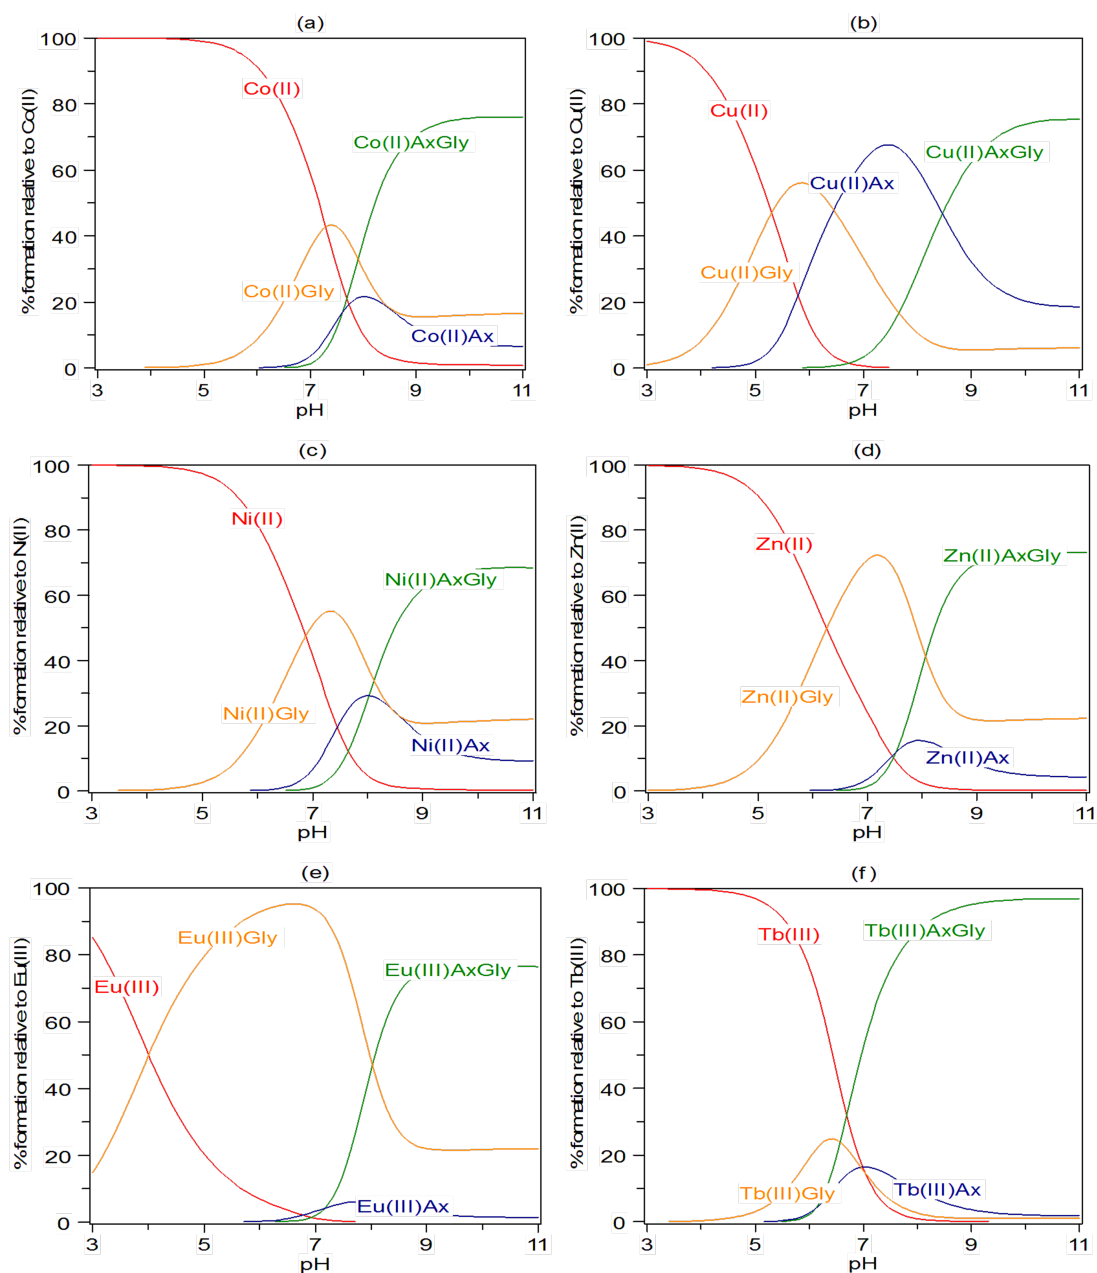 (a)
% formation relative to Co(II)
100
80
60
40
20
0
Co(II)
Co(II)AxGly
Co(II)Gly
Co(II)Ax
3 5 7 9 11
pH
(b)
% formation relative to Cu(II)
100
80
60
40
20
0
Cu(II)
Cu(II)AxGly
Cu(II)Ax
Cu(II)Gly
3 5 7 9 11
pH
(c)
% formation relative to Ni(II)
100
80
60
40
20
0
Ni(II)
Ni(II)AxGly
Ni(II)Gly
Ni(II)Ax
3 5 7 9 11
pH
(d)
% formation relative to Zn(II)
100
80
60
40
20
0
Zn(II)
Zn(II)AxGly
Zn(II)Gly
Zn(II)Ax
3 5 7 9 11
pH
(e)
% formation relative to Eu(III)
100
80
60
40
20
0
Eu(III)Gly
Eu(III)AxGly
Eu(III)
Eu(III)Ax
3 5 7 9 11
pH
(f)
% formation relative to Tb(III)
100
80
60
40
20
0
Tb(III)
Tb(III)AxGly
Tb(III)Gly
Tb(III)Ax
3 5 7 9 11
pH